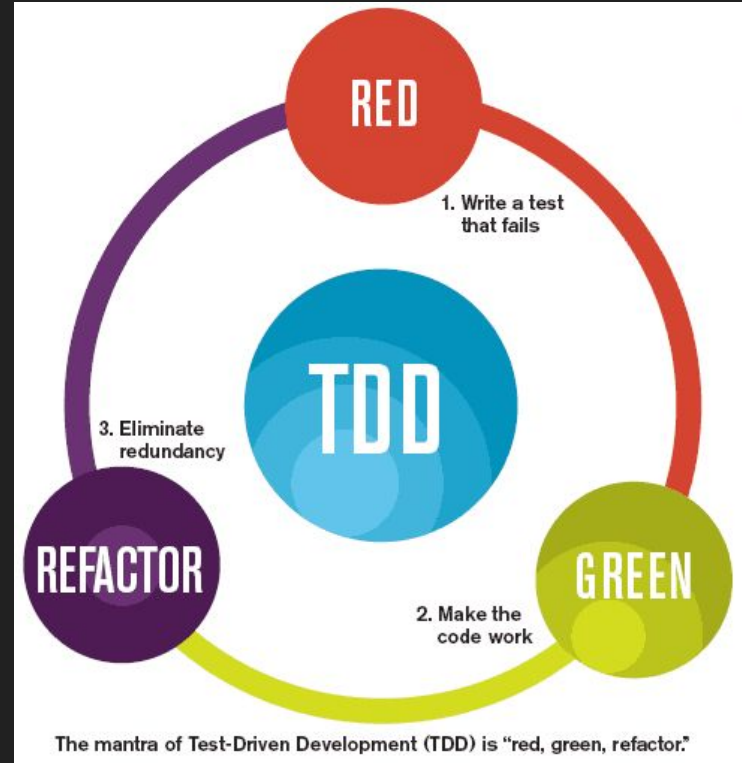 RED
1. Write a test
that fails
TDD
3. Eliminate
redundancy
REFACTOR
GREEN
2. Make the
code work
The mantra of Test-Driven Development (TDD) is “red, green, refactor.”